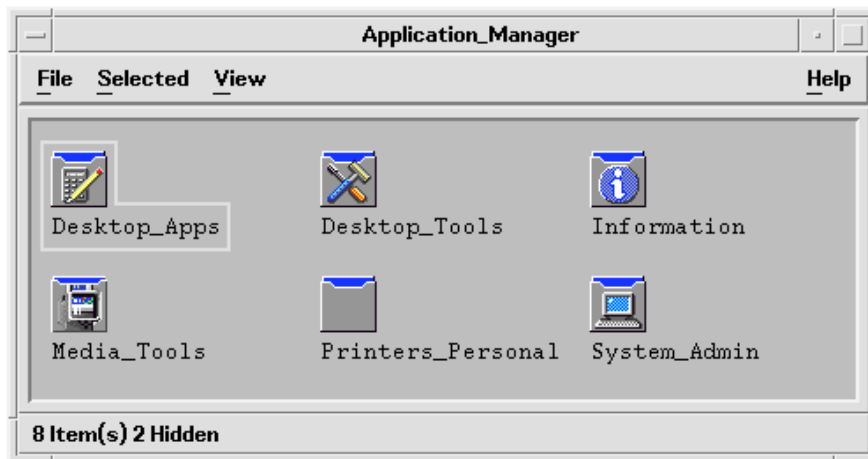 Application_Manager
File Selected View Help
Desktop_Apps Desktop_Tools Information
Media_Tools Printers_Personal System_Admin
8 Item(s) 2 Hidden